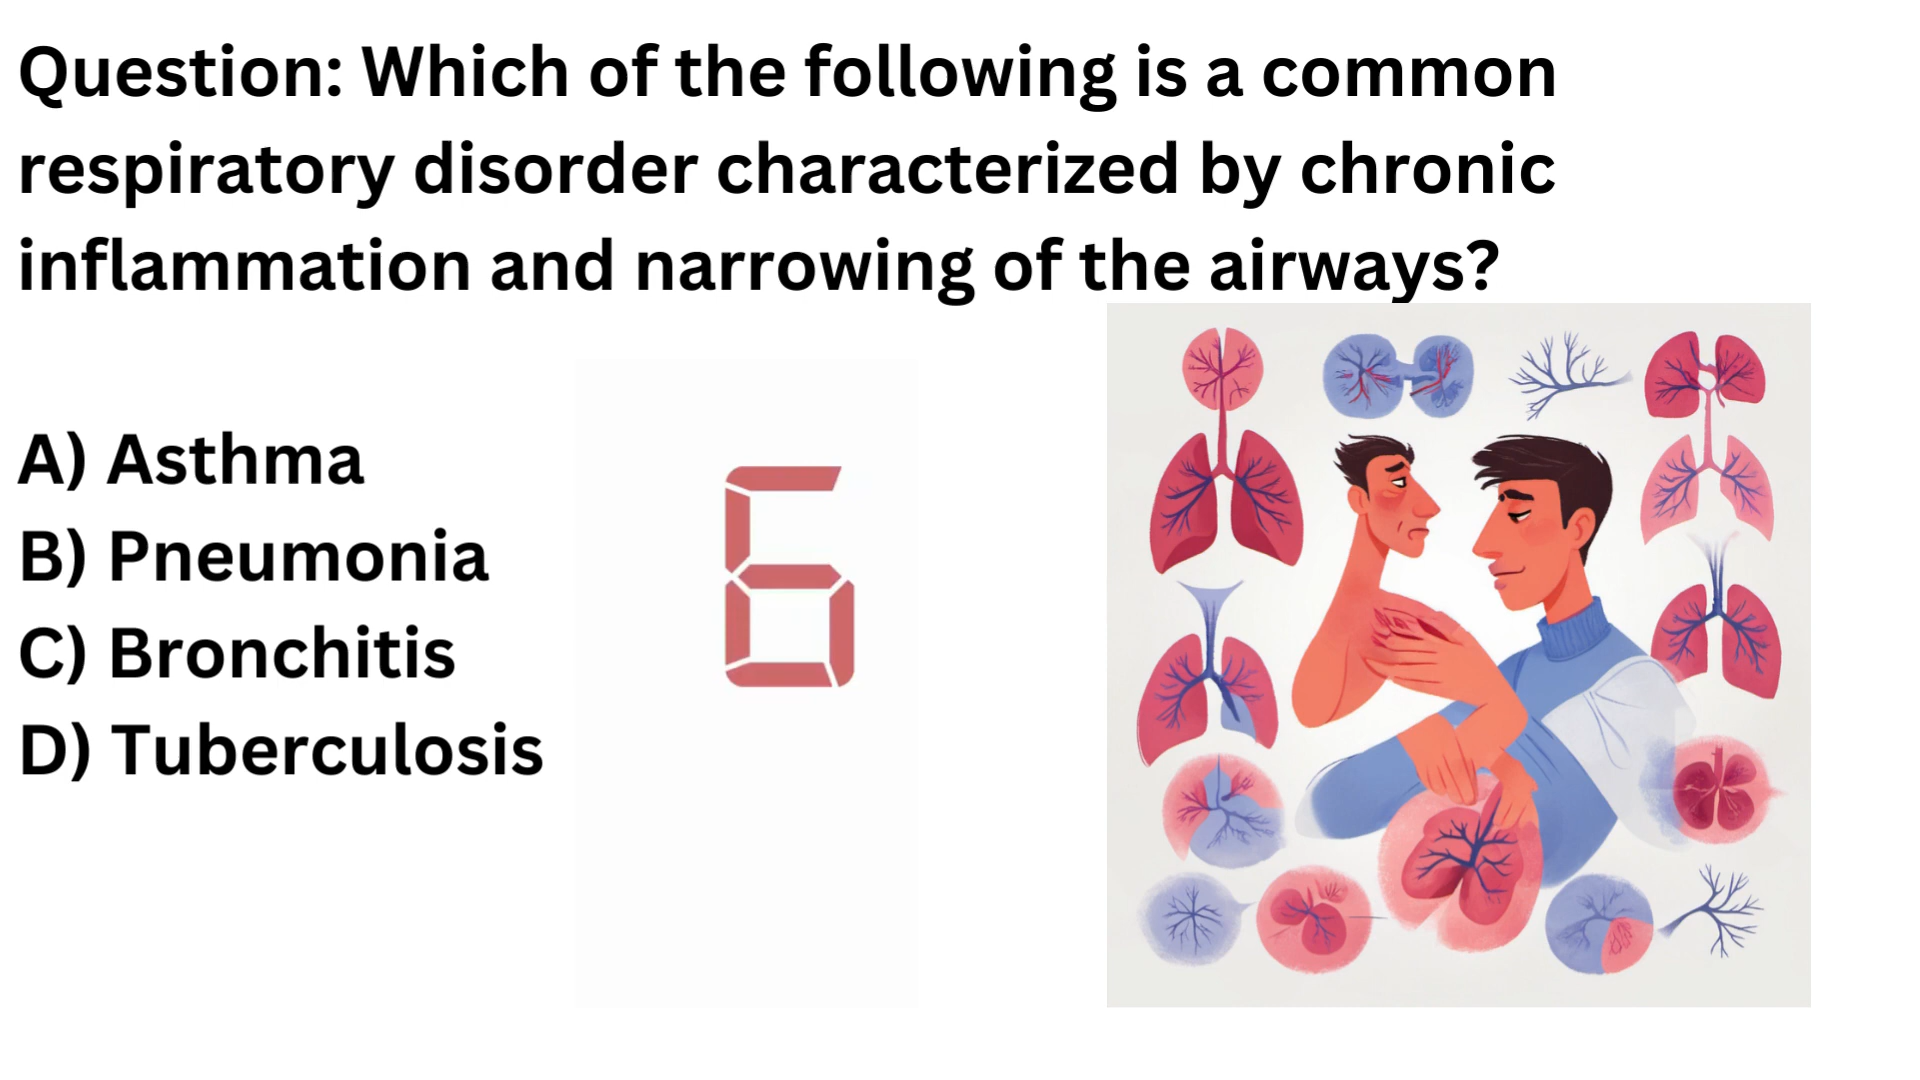 Question: Which of the following is a common
respiratory disorder characterized by chronic
inflammation and narrowing of the airways?
A) Asthma
B) Pneumonia
C) Bronchitis
D) Tuberculosis
6